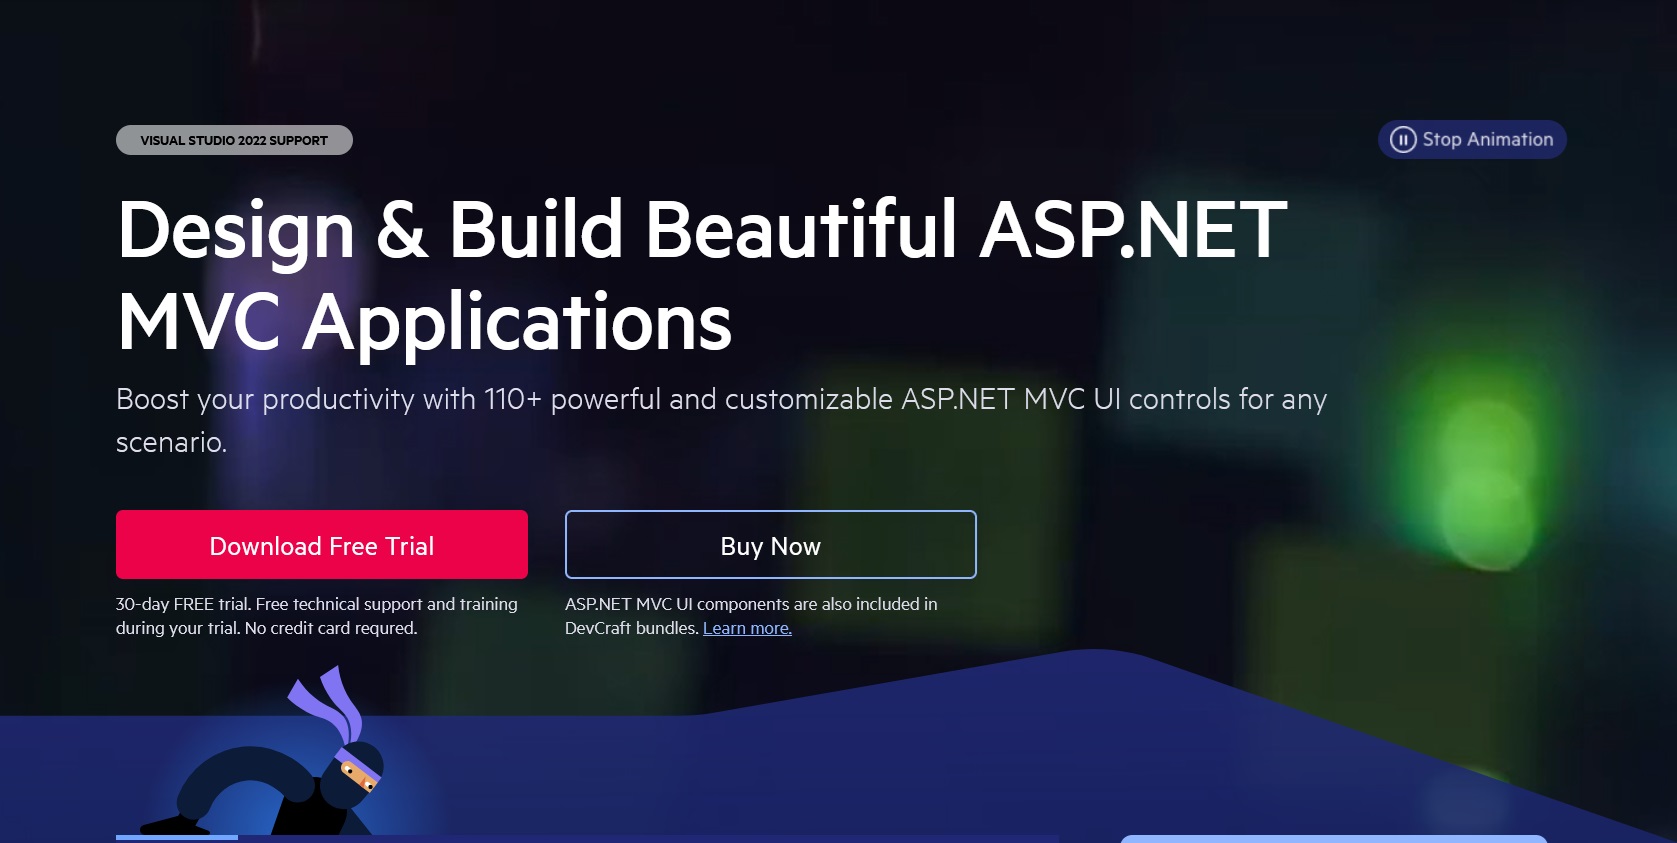 VISUAL STUDIO 2022 SUPPORT
Stop Animation
Design & Build Beautiful ASP.NET
MVC Applications
Boost your productivity with 110+ powerful and customizable ASP.NET MVC UI controls for any
scenario.
Download Free Trial
Buy Now
30-day FREE trial. Free technical support and training
during your trial. No credit card requred.
ASP.NET MVC UI components are also included in
DevCraft bundles. Learn more.